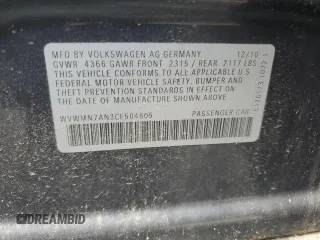 MFD BY VOLKSWAGEN AG GERMANY 12/10
GVWR 4366 GAWR FRONT 2315 / REAR 2117 LBS
THIS VEHICLE CONFORMS TO ALL APPLICABLE U S
FEDERAL MOTOR VEHICLE SAFETY, BUMPER AND
THEFT PREVENTION STANDARDS IN EFFECT ON THE
DATE OF MANUFACTURE SHOWN ABOVE
WVWMN7AN3CE504606 PASSENGER CAR
CARDIMBID